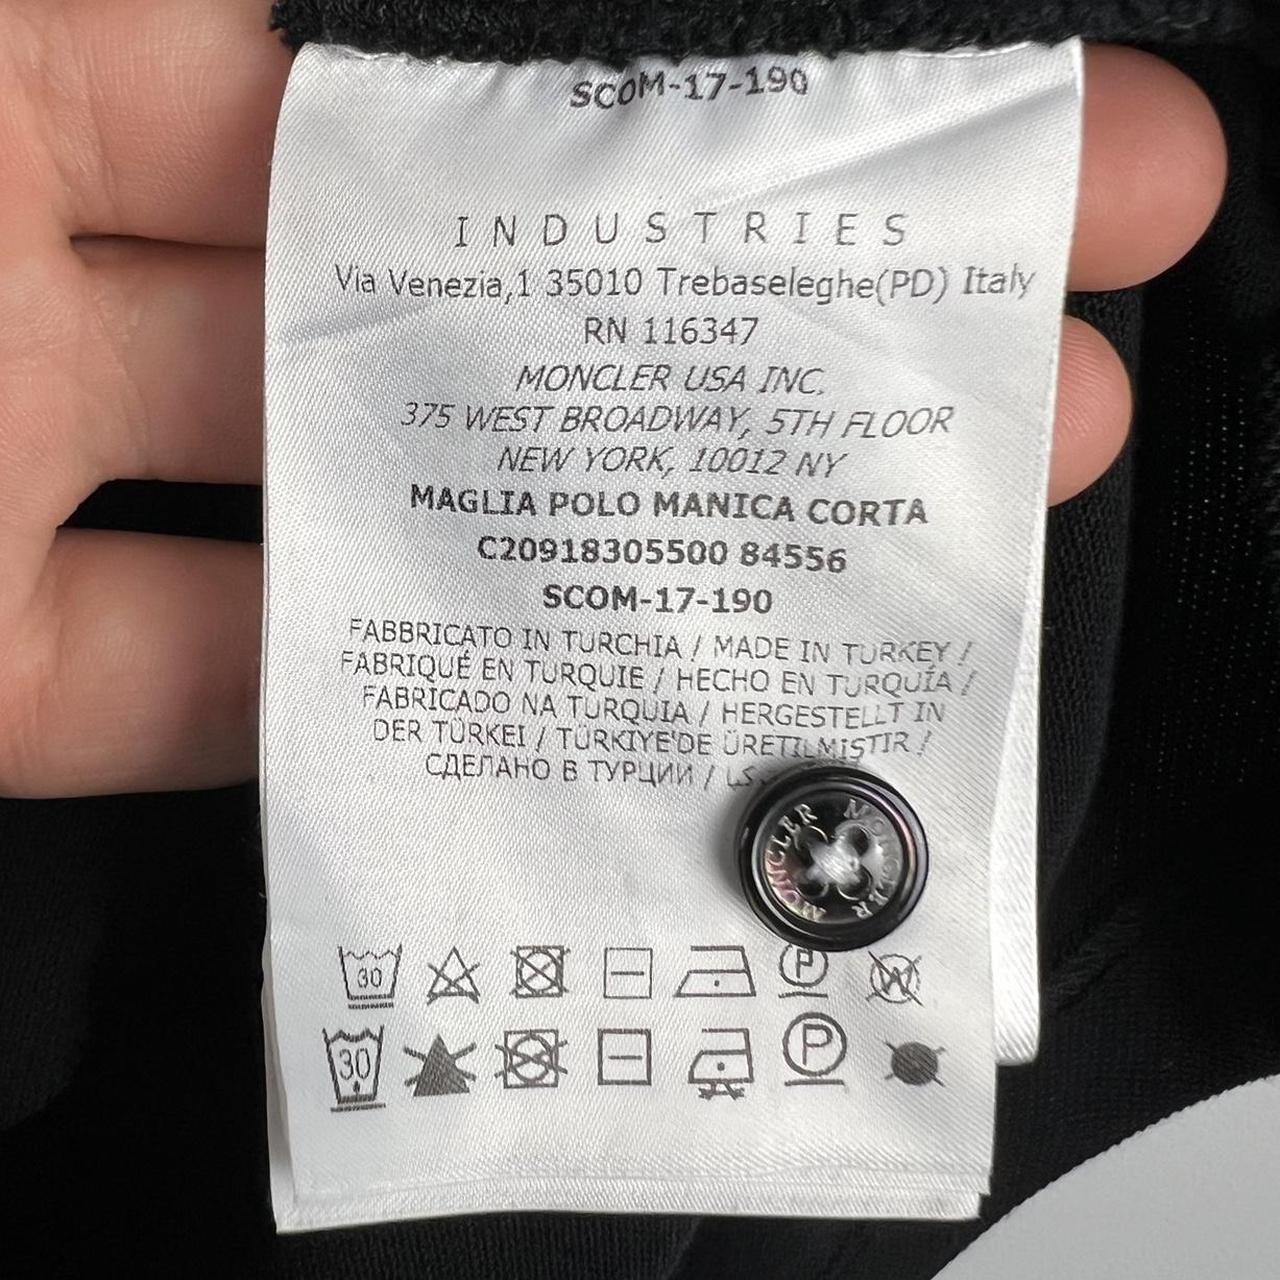 SCOM-17-190
INDUSTRIES
Via Venezia,1 35010 Trebaseleghe(PD) Italy
RN 116347
MONCLER USA INC.
375 WEST BROADWAY, 5TH FLOOR
NEW YORK, 10012 NY
MAGLIA POLO MANICA CORTA
C20918305500 84556
SCOM-17-190
FABBRICATO IN TURCHIA / MADE IN TURKEY /
FABRIQUÉ EN TURQUIE / HECHO EN TURQUÍA /
FABRICADO NA TURQUIA / HERGESTELLT IN
DER TÜRKEI / TÜRKIYE'DE ÜRETILMIŞTIR /
СДЕЛАНО В ТУРЦИИ /
MONCLER MONCLER
30 P W
30 P